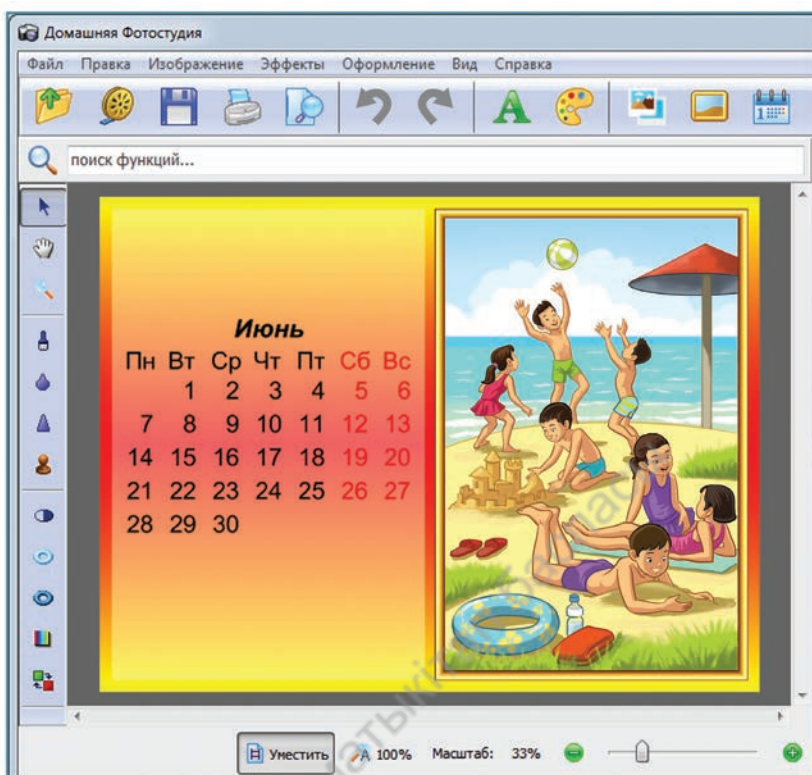 Домашняя Фотостудия
Файл Правка Изображение Эффекты Оформление Вид Справка
поиск функций...
Июнь
Пн Вт Ср Чт Пт Сб Вс
1 2 3 4 5 6
7 8 9 10 11 12 13
14 15 16 17 18 19 20
21 22 23 24 25 26 27
28 29 30
Уместить 100% Масштаб: 33%